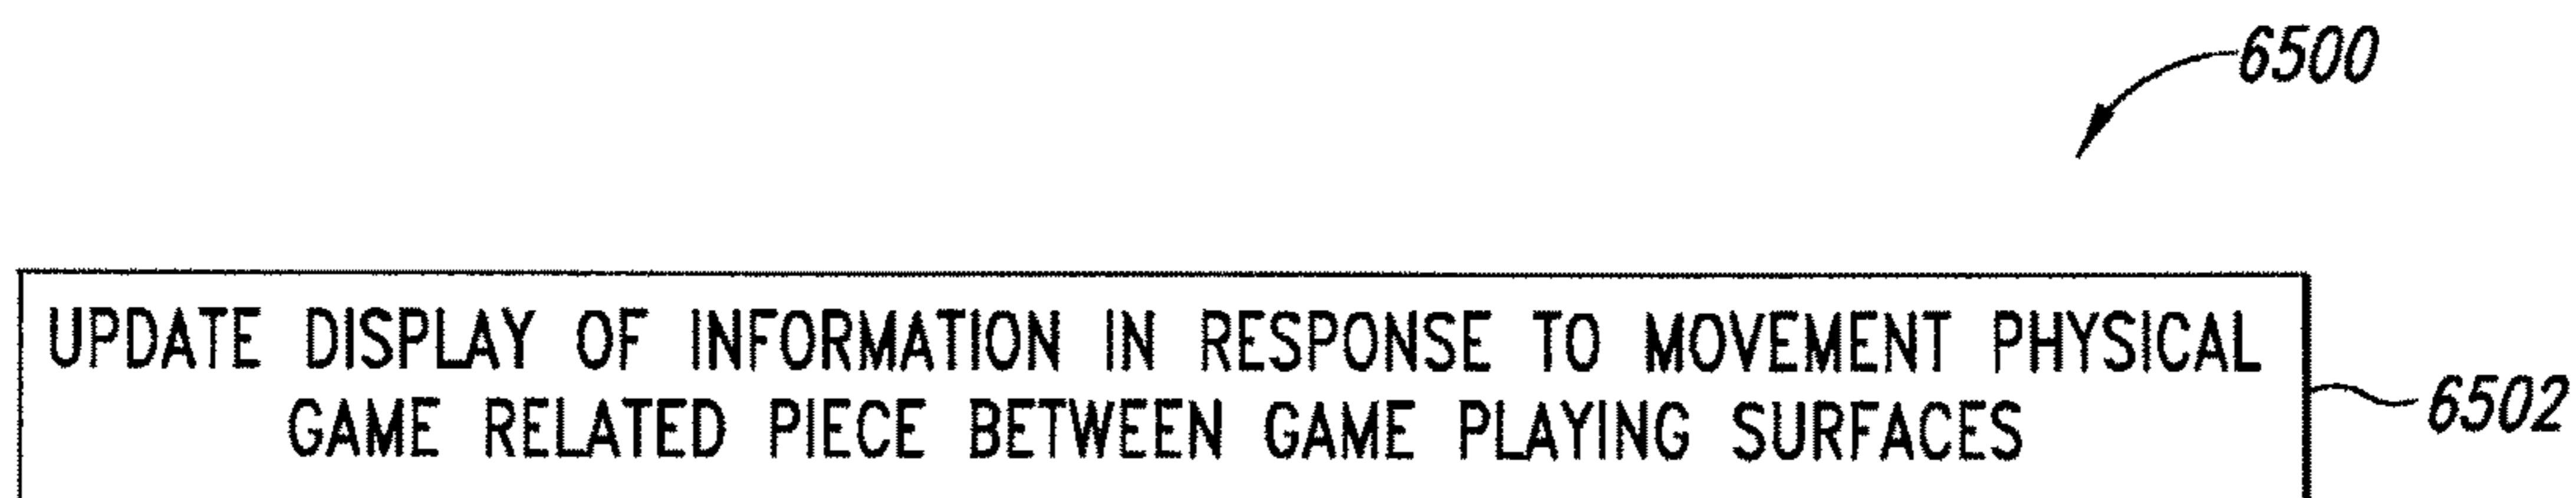 6500
UPDATE DISPLAY OF INFORMATION IN RESPONSE TO MOVEMENT PHYSICAL
GAME RELATED PIECE BETWEEN GAME PLAYING SURFACES
6502